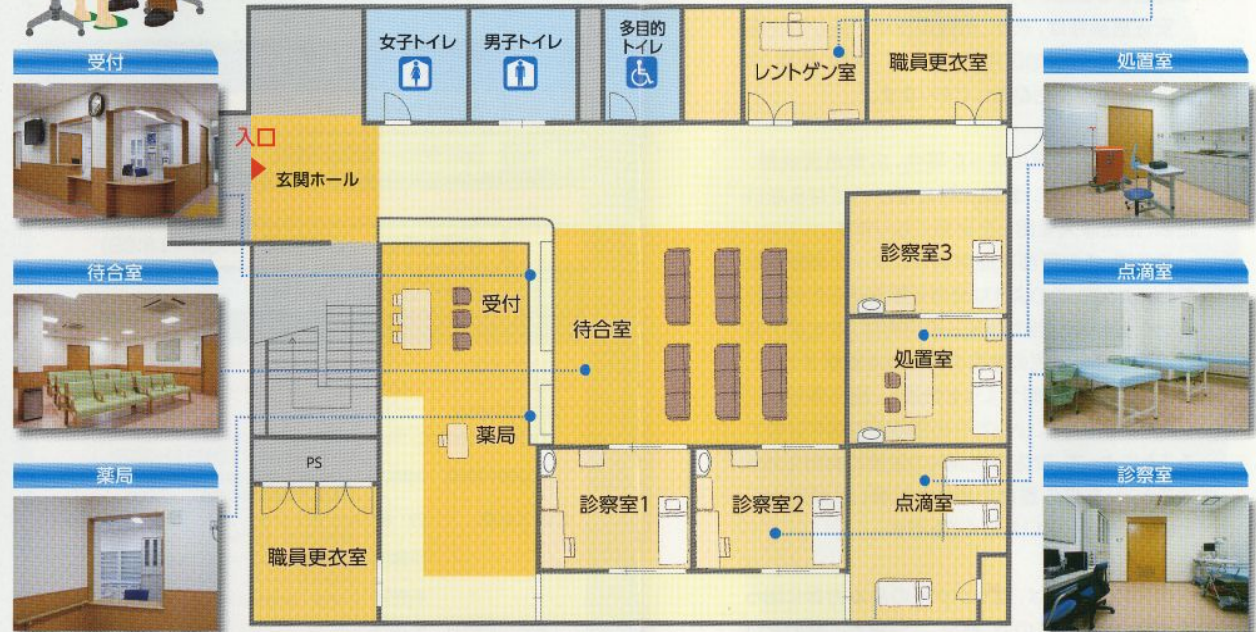 受付
待合室
薬局
女子トイレ
男子トイレ
多目的
トイレ
レントゲン室
職員更衣室
入口
玄関ホール
受付
待合室
薬局
PS
職員更衣室
診察室1
診察室2
診察室3
処置室
点滴室
処置室
点滴室
診察室